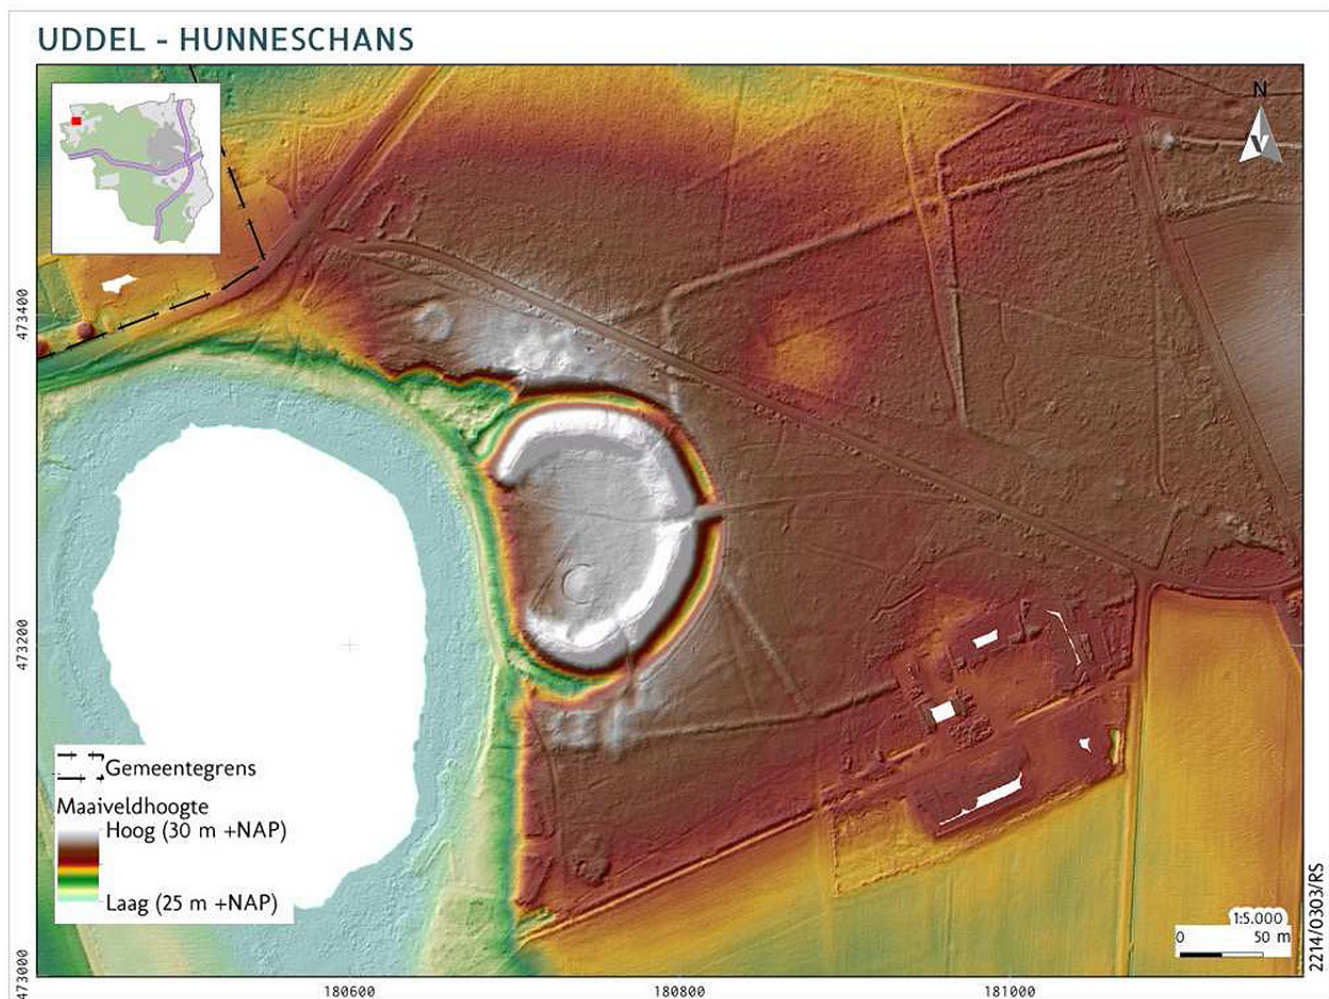 UDDEL - HUNNESCHANS
N
473400
473200
473000
Gemeentegrens
Maaiveldhoogte
Hoog (30 m +NAP)
Laag (25 m +NAP)
1:5.000
0 50 m
2214/0303/RS
180600 180800 181000